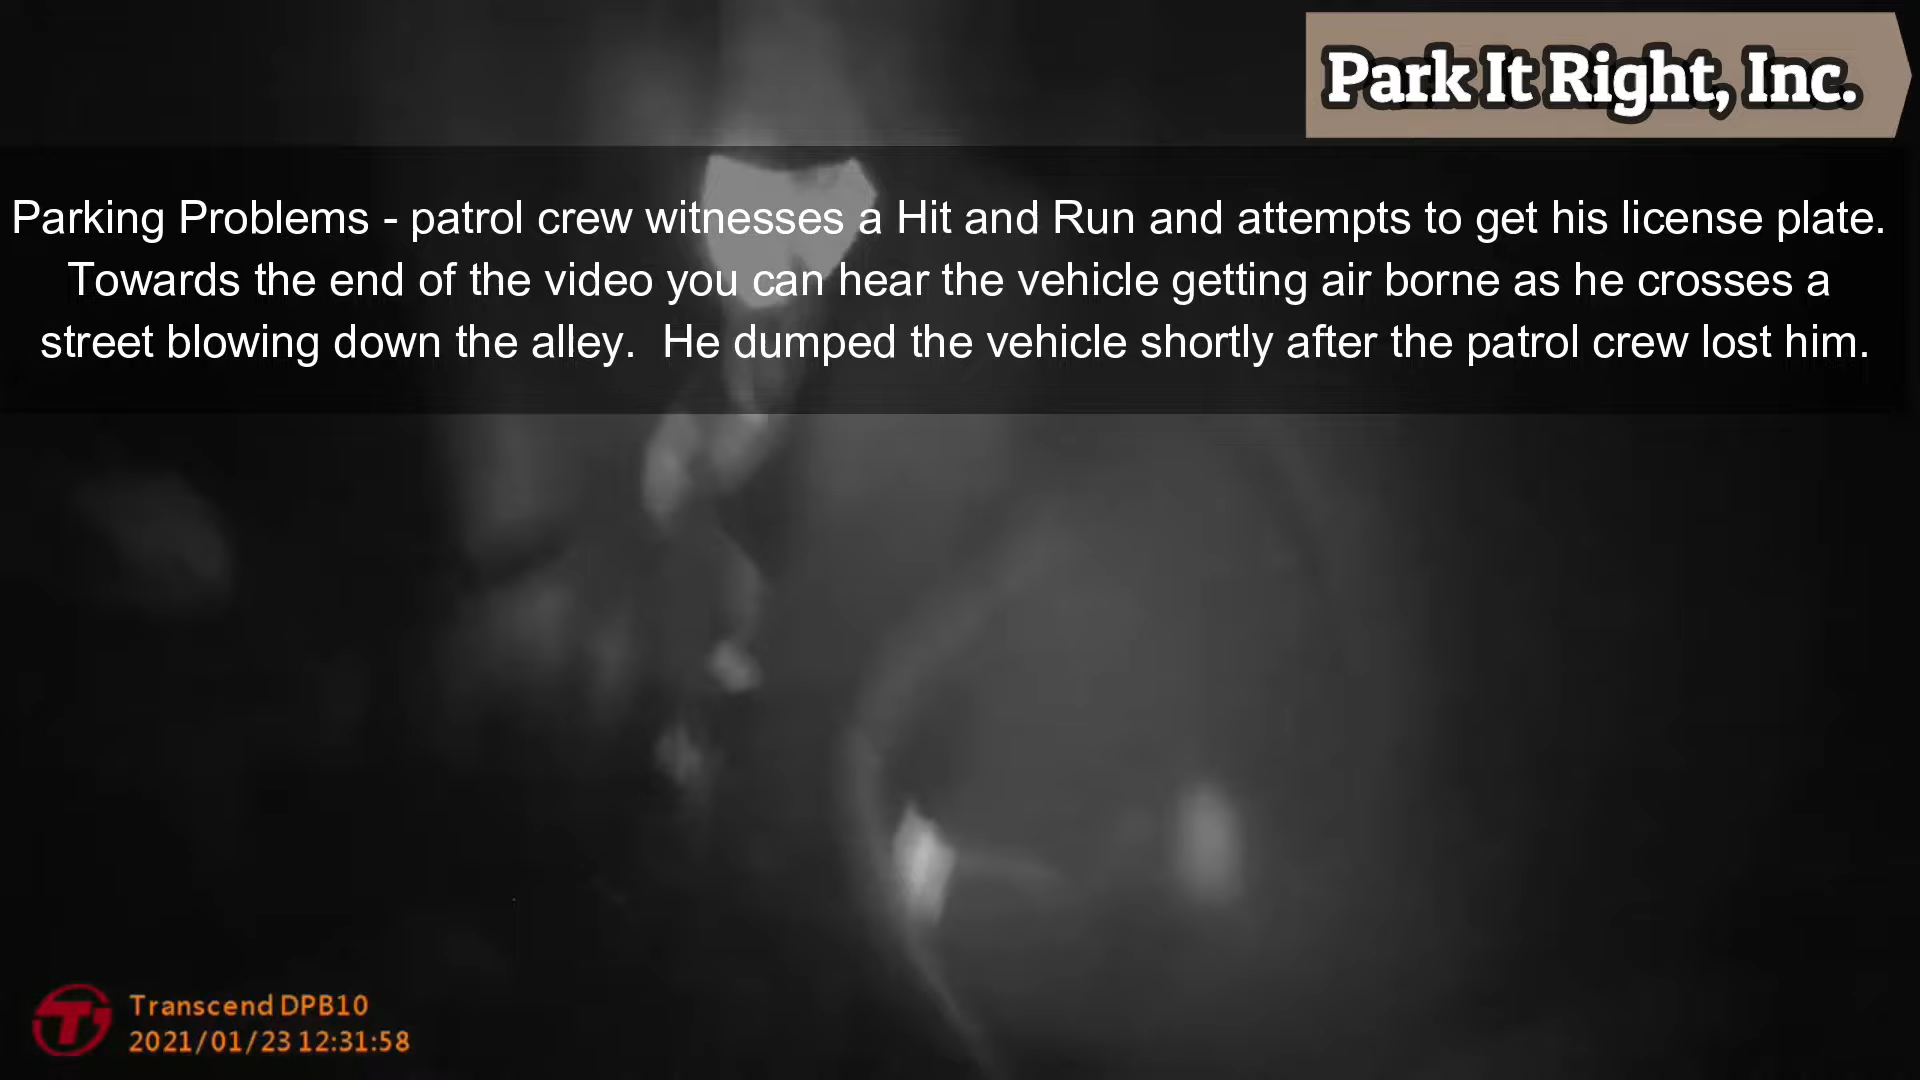 Park It Right, Inc.
Parking Problems - patrol crew witnesses a Hit and Run and attempts to get his license plate.
Towards the end of the video you can hear the vehicle getting air borne as he crosses a
street blowing down the alley.  He dumped the vehicle shortly after the patrol crew lost him.
Transcend DPB10
2021/01/23 12:31:58